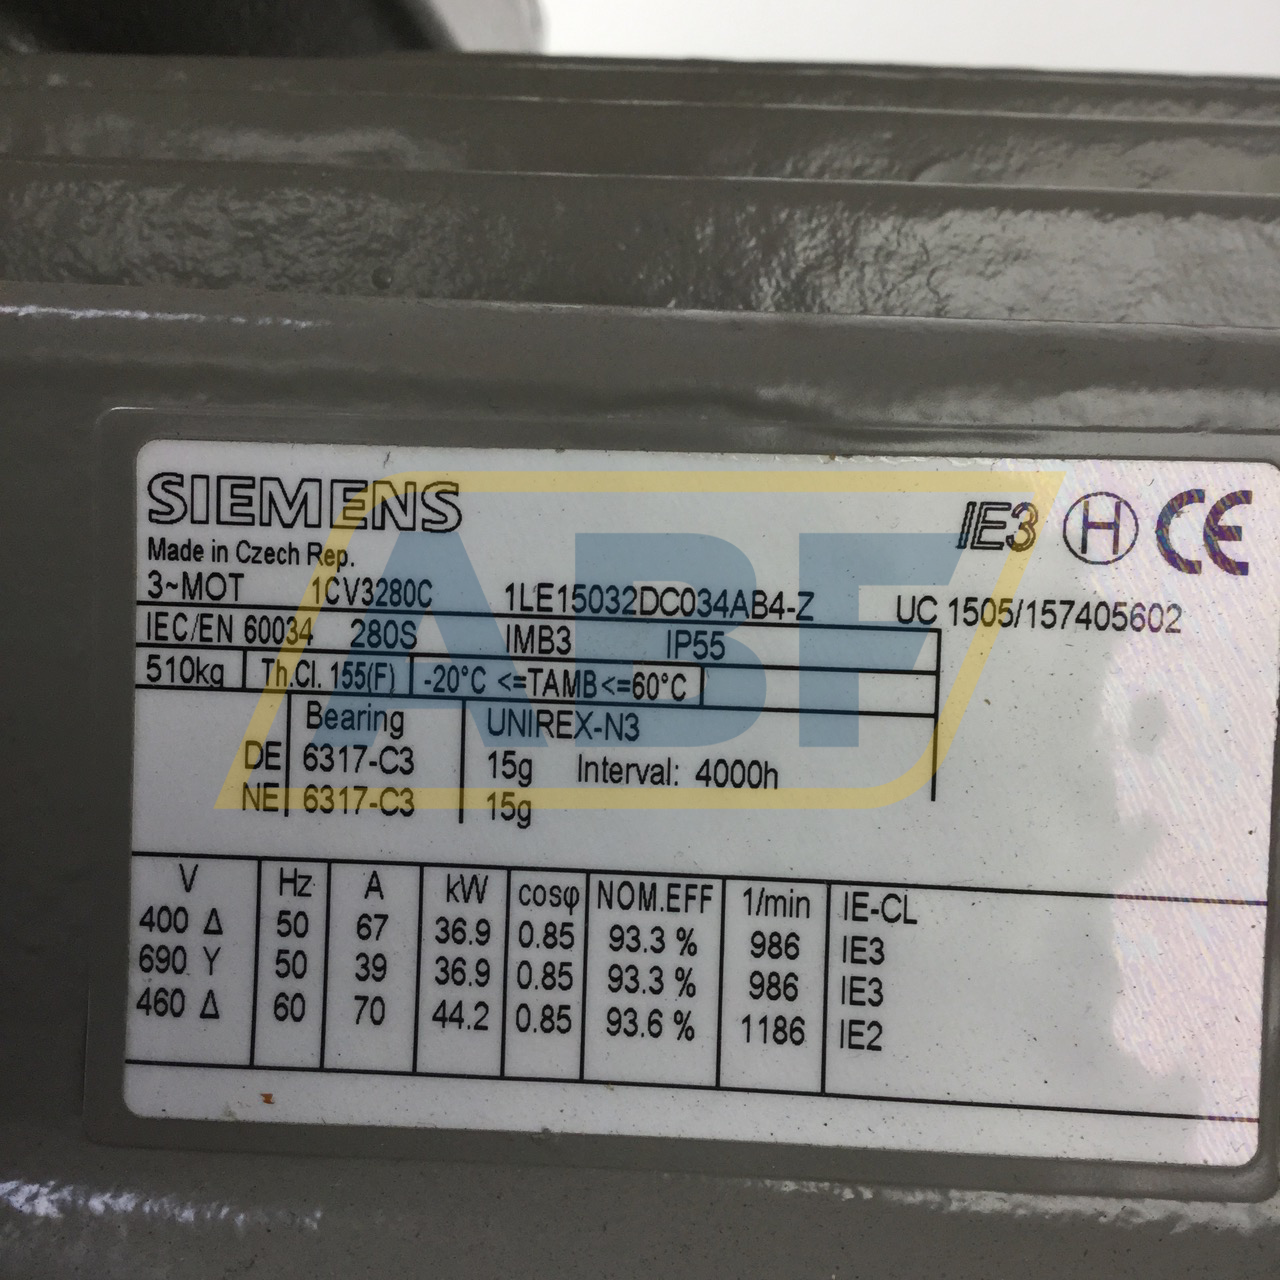 SIEMENS
IE3 H CE
Made in Czech Rep.
3~MOT 1CV3280C 1LE15032DC034AB4-Z UC 1505/157405602
IEC/EN 60034 280S IMB3 IP55
510kg Th.Cl. 155(F) -20°C <=TAMB<=60°C
Bearing UNIREX-N3
DE 6317-C3 15g Interval: 4000h
NE 6317-C3 15g
V Hz A kW cosφ NOM.EFF 1/min IE-CL
400 Δ 50 67 36.9 0.85 93.3 % 986 IE3
690 Y 50 39 36.9 0.85 93.3 % 986 IE3
460 Δ 60 70 44.2 0.85 93.6 % 1186 IE2
ABF